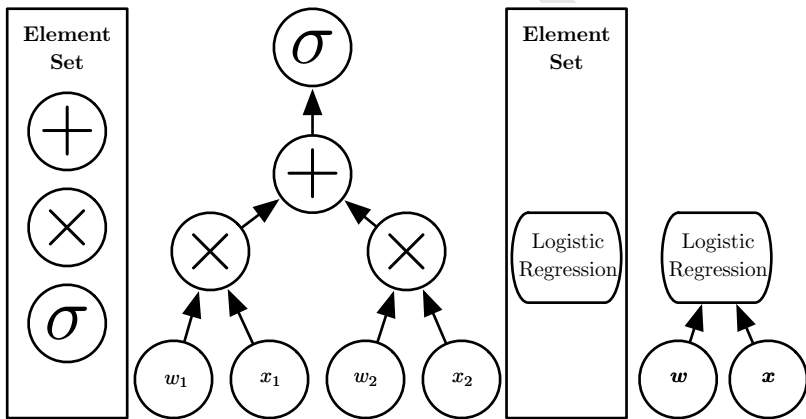 Element
Set
+
×
σ
σ
+
×
×
w₁
x₁
w₂
x₂
Element
Set
Logistic
Regression
Logistic
Regression
w
x